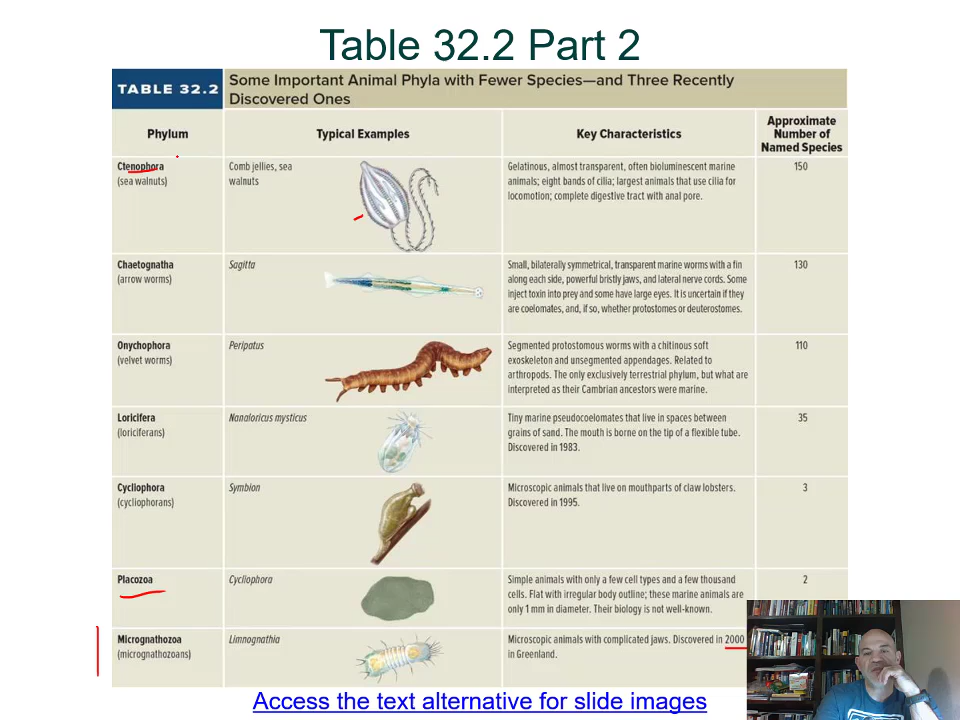 Table 32.2 Part 2
TABLE 32.2
Some Important Animal Phyla with Fewer Species—and Three Recently
Discovered Ones
Phylum
Typical Examples
Key Characteristics
Approximate
Number of
Named Species
Ctenophora
(sea walnuts)
Comb jellies, sea
walnuts
Gelatinous, almost transparent, often bioluminescent marine
animals; eight bands of cilia; largest animals that use cilia for
locomotion; complete digestive tract with anal pore.
150
Chaetognatha
(arrow worms)
Sagitta
Small, bilaterally symmetrical, transparent marine worms with a fin
along each side, powerful bristly jaws, and lateral nerve cords. Some
inject toxin into prey and some have large eyes. It is uncertain if they
are coelomates, and, if so, whether protostomes or deuterostomes.
130
Onychophora
(velvet worms)
Peripatus
Segmented protostomous worms with a chitinous soft
exoskeleton and unsegmented appendages. Related to
arthropods. The only exclusively terrestrial phylum, but what are
interpreted as their Cambrian ancestors were marine.
110
Loricifera
(loriciferans)
Nanaloricus mysticus
Tiny marine pseudocoelomates that live in spaces between
grains of sand. The mouth is borne on the tip of a flexible tube.
Discovered in 1983.
35
Cycliophora
(cycliophorans)
Symbion
Microscopic animals that live on mouthparts of claw lobsters.
Discovered in 1995.
3
Placozoa
Cycliophora
Simple animals with only a few cell types and a few thousand
cells. Flat with irregular body outline; these marine animals are
only 1 mm in diameter. Their biology is not well-known.
2
Micrognathozoa
(micrognathozoans)
Limnognathia
Microscopic animals with complicated jaws. Discovered in 2000
in Greenland.
Access the text alternative for slide images